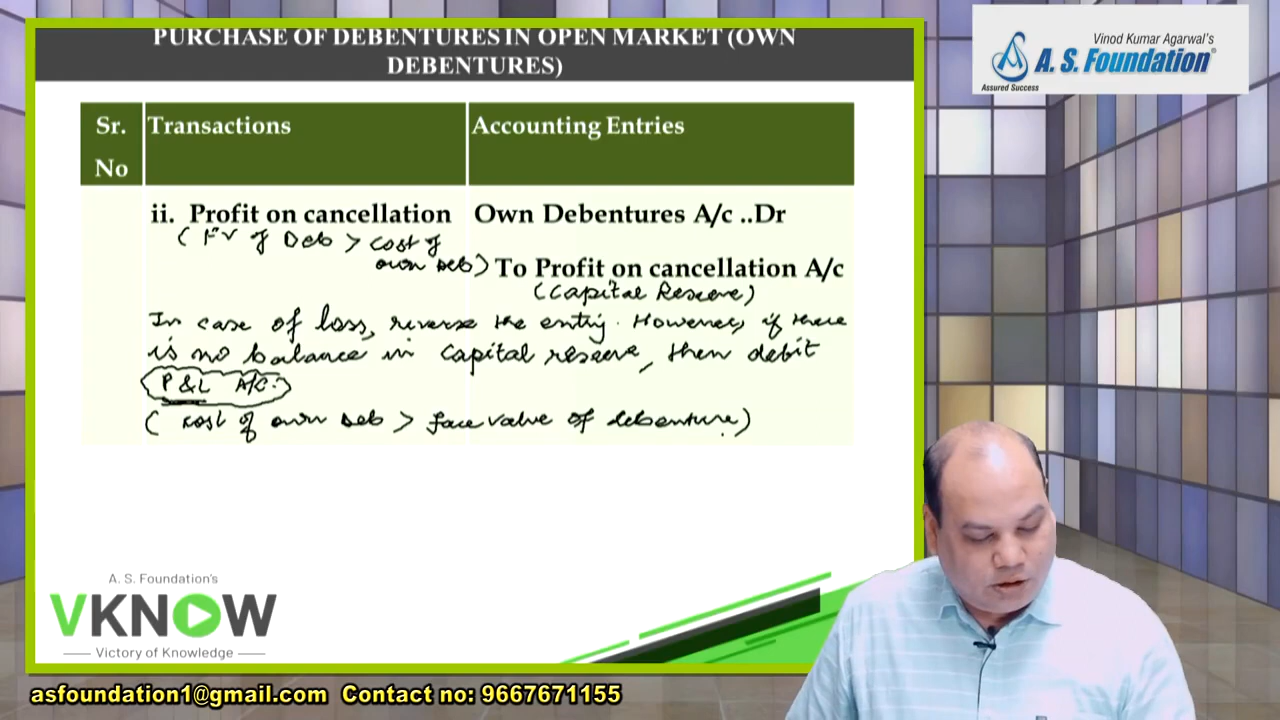 PURCHASE OF DEBENTURES IN OPEN MARKET (OWN
DEBENTURES)
Vinod Kumar Agarwal's
A. S. Foundation®
Assured Success
Sr.
No
Transactions
Accounting Entries
ii. Profit on cancellation
Own Debentures A/c ..Dr
(FV of Deb > cost of
own Deb)
To Profit on cancellation A/c
(Capital Reserve)
In case of loss, reverse the entry. However, if there
is no balance in capital reserve, then debit
P&L A/C.
(cost of own Deb > face value of debenture)
A. S. Foundation's
VKNOW
Victory of Knowledge
asfoundation1@gmail.com Contact no: 9667671155